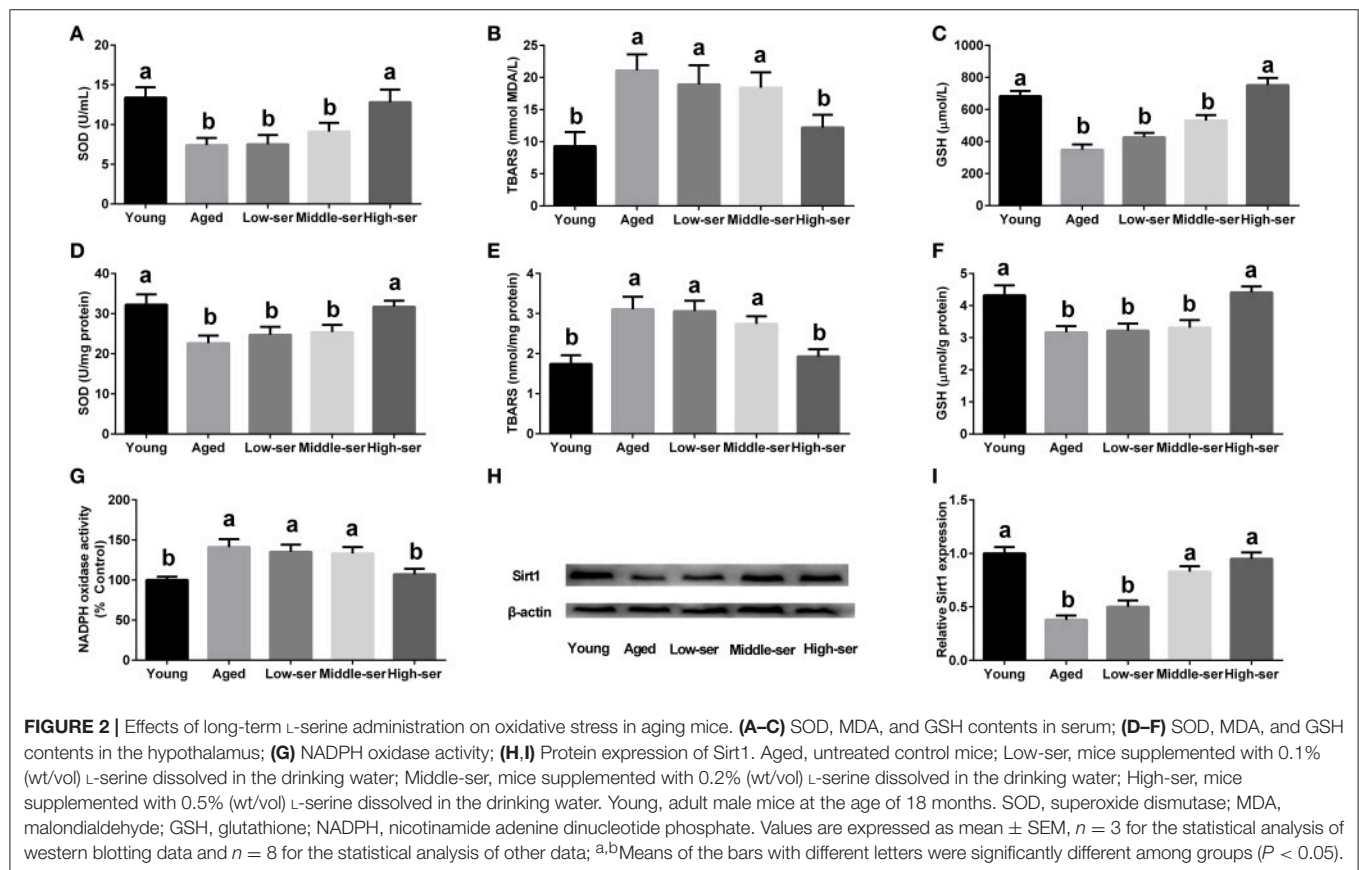 A
SOD (U/mL)
20
15
10
5
0
a
b
b
b
a
Young Aged Low-ser Middle-ser High-ser
B
TBARS (mmol MDA/L)
25
20
15
10
5
0
b
a
a
a
b
Young Aged Low-ser Middle-ser High-ser
C
GSH (μmol/L)
1000
800
600
400
200
0
a
b
b
b
a
Young Aged Low-ser Middle-ser High-ser
D
SOD (U/mg protein)
40
30
20
10
0
a
b
b
b
a
Young Aged Low-ser Middle-ser High-ser
E
TBARS (nmol/mg protein)
4
3
2
1
0
b
a
a
a
b
Young Aged Low-ser Middle-ser High-ser
F
GSH (μmol/g protein)
5
4
3
2
1
0
a
b
b
b
a
Young Aged Low-ser Middle-ser High-ser
G
NADPH oxidase activity
(% Control)
200
150
100
50
0
b
a
a
a
b
Young Aged Low-ser Middle-ser High-ser
H
Sirt1
β-actin
Young Aged Low-ser Middle-ser High-ser
I
Relative Sirt1 expression
1.5
1.0
0.5
0.0
a
b
b
a
a
Young Aged Low-ser Middle-ser High-ser
FIGURE 2 | Effects of long-term L-serine administration on oxidative stress in aging mice. (A–C) SOD, MDA, and GSH contents in serum; (D–F) SOD, MDA, and GSH
contents in the hypothalamus; (G) NADPH oxidase activity; (H,I) Protein expression of Sirt1. Aged, untreated control mice; Low-ser, mice supplemented with 0.1%
(wt/vol) L-serine dissolved in the drinking water; Middle-ser, mice supplemented with 0.2% (wt/vol) L-serine dissolved in the drinking water; High-ser, mice
supplemented with 0.5% (wt/vol) L-serine dissolved in the drinking water. Young, adult male mice at the age of 18 months. SOD, superoxide dismutase; MDA,
malondialdehyde; GSH, glutathione; NADPH, nicotinamide adenine dinucleotide phosphate. Values are expressed as mean ± SEM, n = 3 for the statistical analysis of
western blotting data and n = 8 for the statistical analysis of other data; a,bMeans of the bars with different letters were significantly different among groups (P < 0.05).